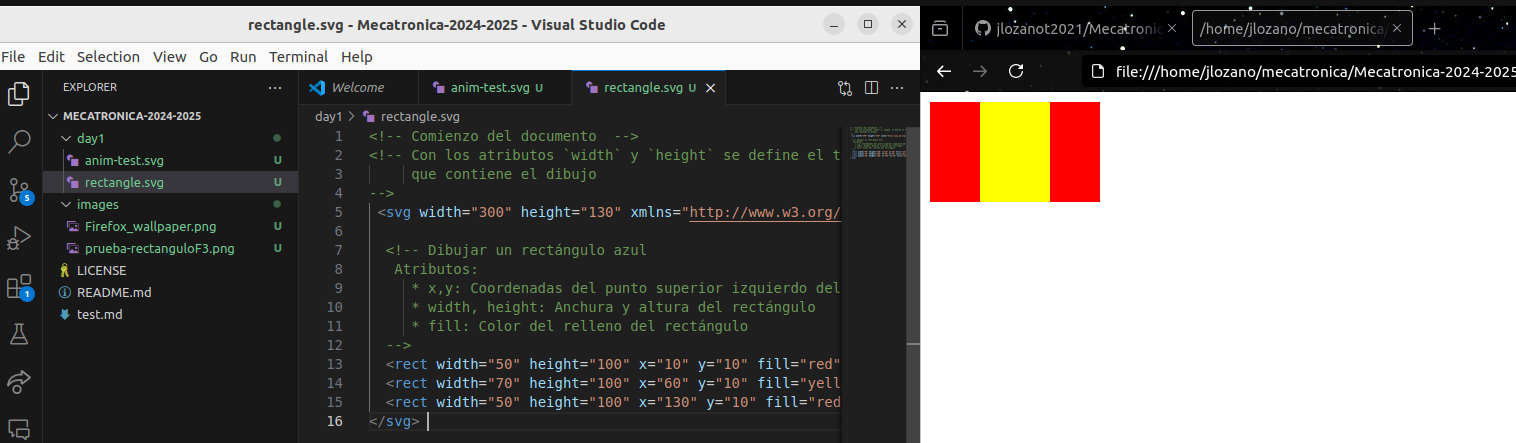 rectangle.svg - Mecatronica-2024-2025 - Visual Studio Code
File Edit Selection View Go Run Terminal Help
EXPLORER
MECATRONICA-2024-2025
day1
anim-test.svg U
rectangle.svg U
images
Firefox_wallpaper.png U
prueba-rectanguloF3.png U
LICENSE
README.md
test.md
5
1
Welcome anim-test.svg U rectangle.svg U
day1 > rectangle.svg
1 <!-- Comienzo del documento -->
2 <!-- Con los atributos `width` y `height` se define el t
3 que contiene el dibujo
4 -->
5 <svg width="300" height="130" xmlns="http://www.w3.org/
6
7 <!-- Dibujar un rectángulo azul
8 Atributos:
9 * x,y: Coordenadas del punto superior izquierdo del
10 * width, height: Anchura y altura del rectángulo
11 * fill: Color del relleno del rectángulo
12 -->
13 <rect width="50" height="100" x="10" y="10" fill="red"
14 <rect width="70" height="100" x="60" y="10" fill="yell
15 <rect width="50" height="100" x="130" y="10" fill="red
16 </svg>
jlozanot2021/Mecatronic
/home/jlozano/mecatronica/
file:///home/jlozano/mecatronica/Mecatronica-2024-2025